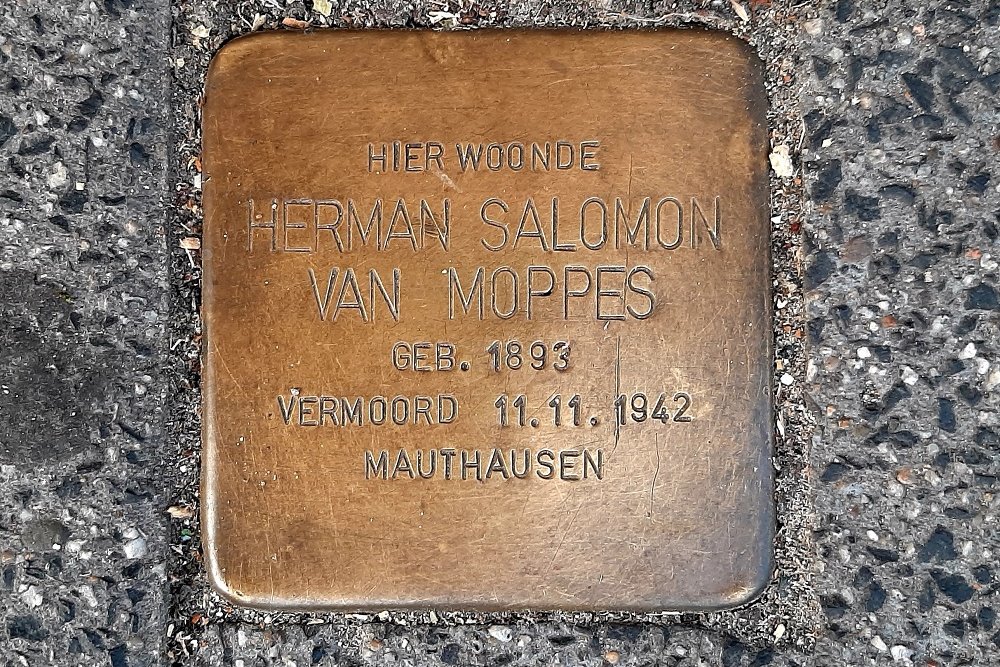 HIER WOONDE
HERMAN SALOMON
VAN MOPPES
GEB. 1893
VERMOORD 11.11.1942
MAUTHAUSEN